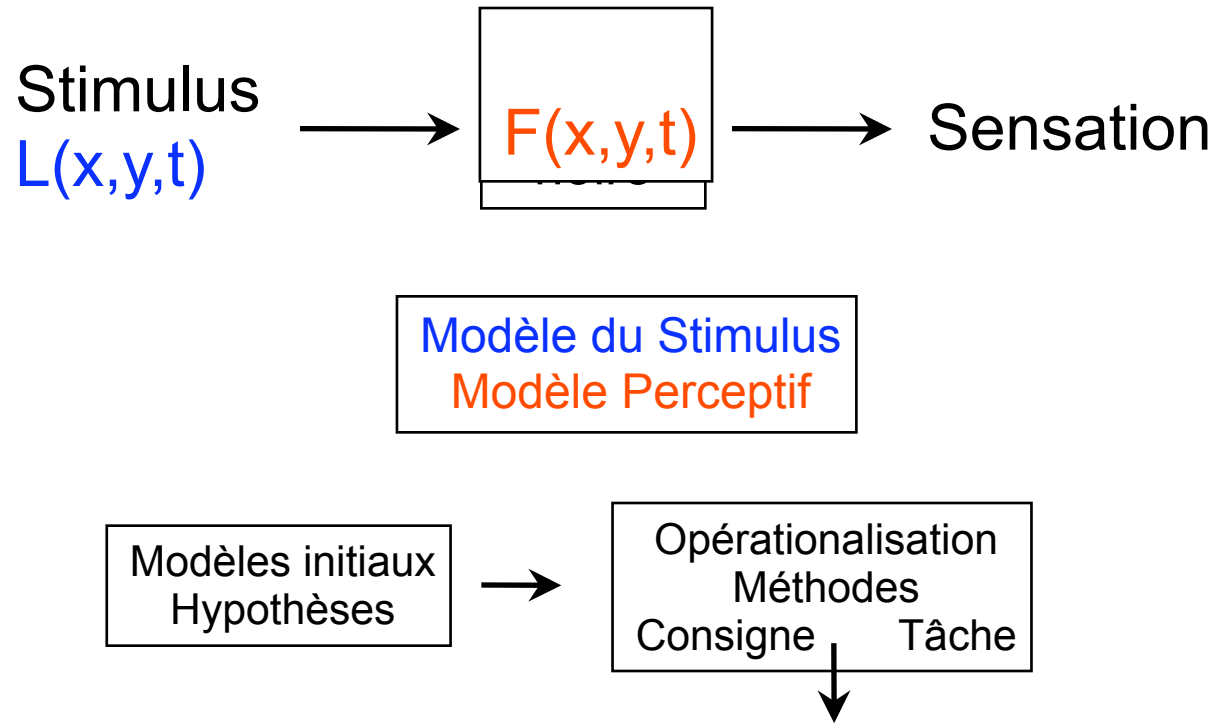 Stimulus
L(x,y,t)
F(x,y,t)
Sensation
Modèle du Stimulus
Modèle Perceptif
Modèles initiaux
Hypothèses
Opérationalisation
Méthodes
Consigne Tâche